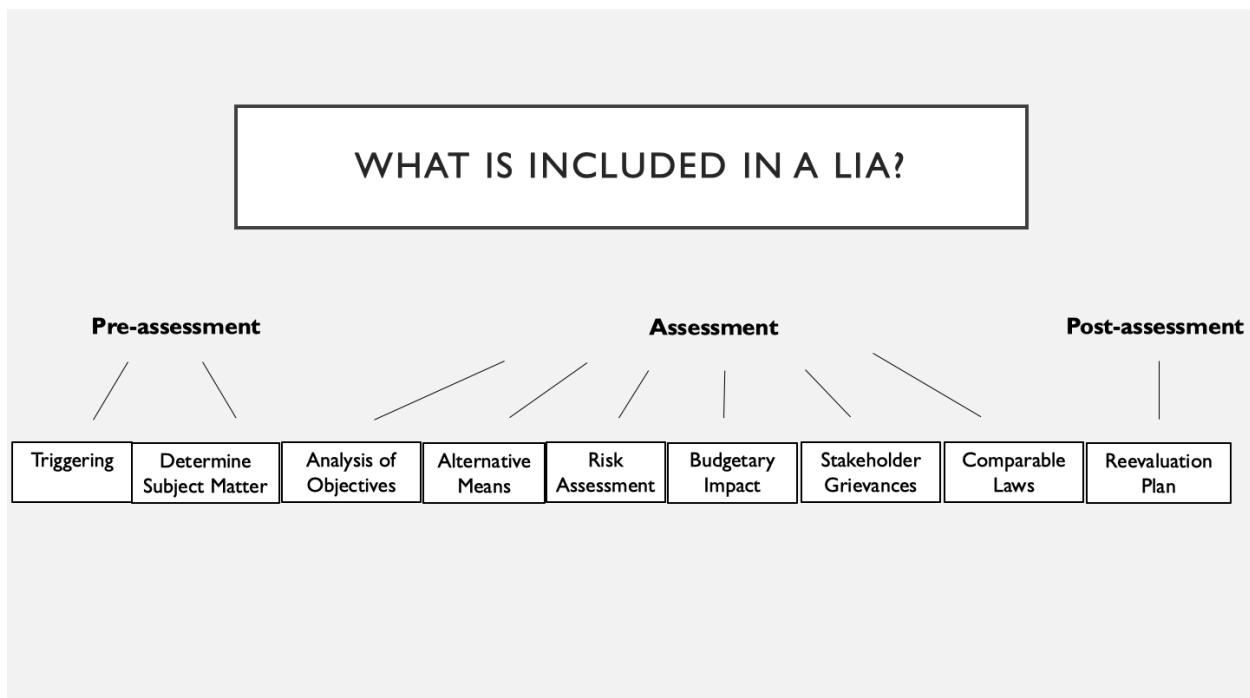 WHAT IS INCLUDED IN A LIA?
Pre-assessment
Assessment
Post-assessment
Triggering
Determine
Subject Matter
Analysis of
Objectives
Alternative
Means
Risk
Assessment
Budgetary
Impact
Stakeholder
Grievances
Comparable
Laws
Reevaluation
Plan